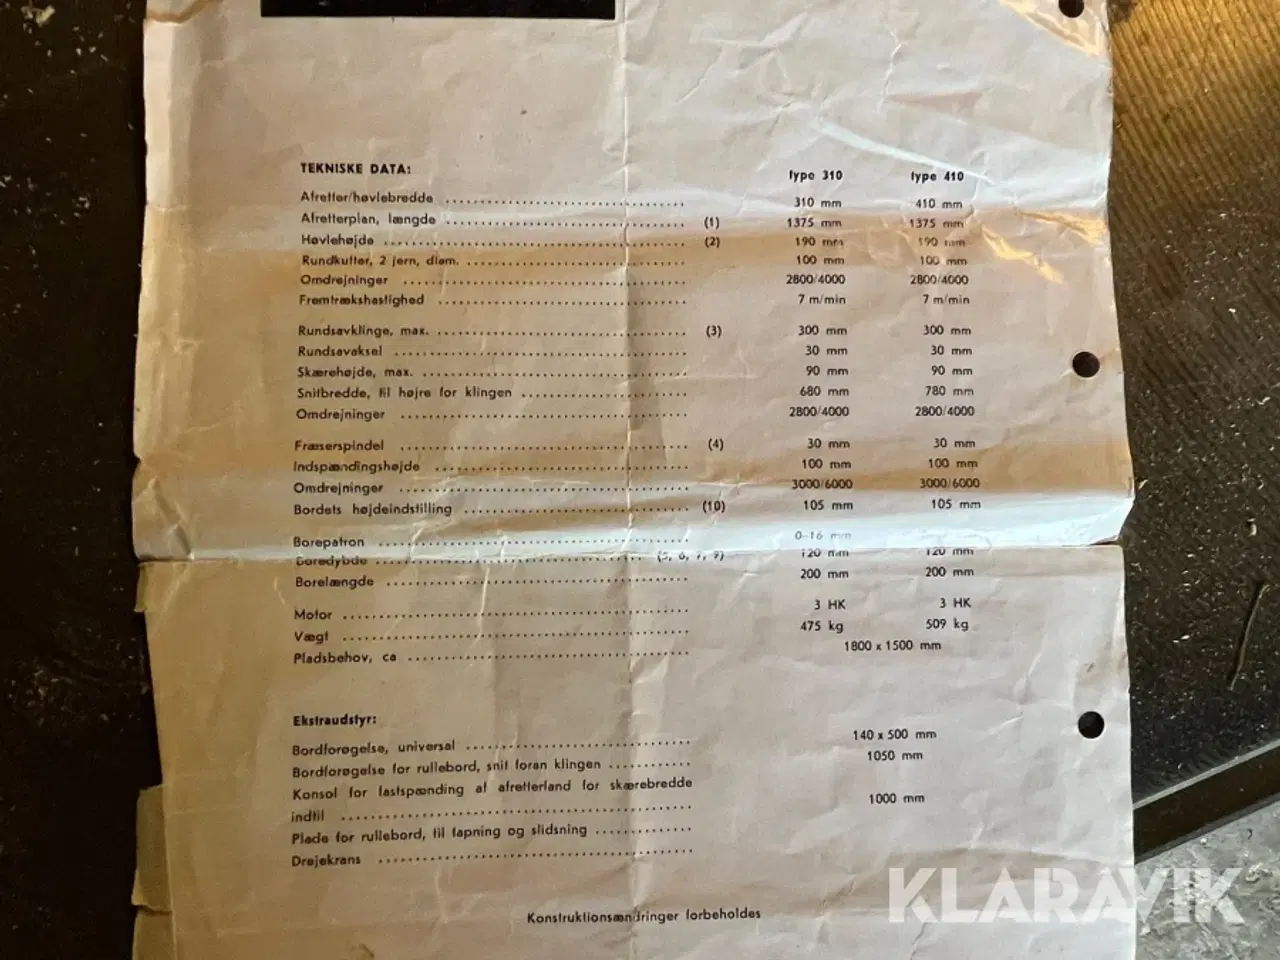 TEKNISKE DATA:
type 310 type 410
Afretter/høvlebredde 310 mm 410 mm
Afretterplan, længde (1) 1375 mm 1375 mm
Høvlehøjde (2) 190 mm 190 mm
Rundkutter, 2 jern, diam. 100 mm 100 mm
Omdrejninger 2800/4000 2800/4000
Fremtrækshastighed 7 m/min 7 m/min
Rundsavklinge, max. (3) 300 mm 300 mm
Rundsavaksel 30 mm 30 mm
Skærehøjde, max. 90 mm 90 mm
Snitbredde, til højre for klingen 680 mm 780 mm
Omdrejninger 2800/4000 2800/4000
Fræserspindel (4) 30 mm 30 mm
Indspændingshøjde 100 mm 100 mm
Omdrejninger 3000/6000 3000/6000
Bordets højdeindstilling (10) 105 mm 105 mm
Borepatron 0-16 mm
Boredybde 120 mm 120 mm
Borelængde 200 mm 200 mm
Motor 3 HK 3 HK
Vægt 475 kg 509 kg
Pladsbehov, ca 1800 x 1500 mm
Ekstraudstyr:
Bordforøgelse, universal 140 x 500 mm
Bordforøgelse for rullebord, snit foran klingen 1050 mm
Konsol for fastspænding af afretterland for skærebredde
indtil 1000 mm
Plade for rullebord, til tapning og slidsning
Drejekrans
Konstruktionsændringer forbeholdes
KLARAVIK